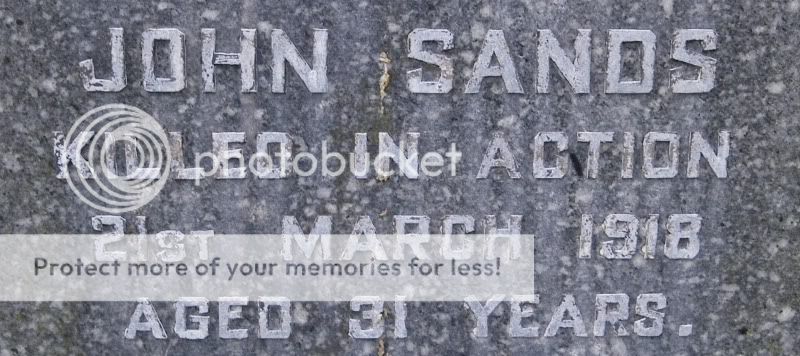 JOHN SANDS
KILLED IN ACTION
photobucket
21st MARCH 1918
Protect more of your memories for less!
AGED 31 YEARS.